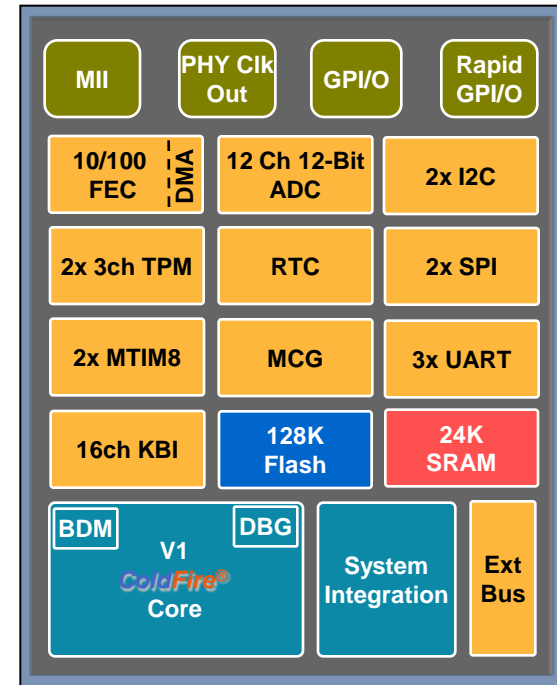 MII
PHY Clk
Out
GPI/O
Rapid
GPI/O
10/100
FEC
DMA
12 Ch 12-Bit
ADC
2x I2C
2x 3ch TPM
RTC
2x SPI
2x MTIM8
MCG
3x UART
16ch KBI
128K
Flash
24K
SRAM
BDM
DBG
V1
ColdFire®
Core
System
Integration
Ext
Bus